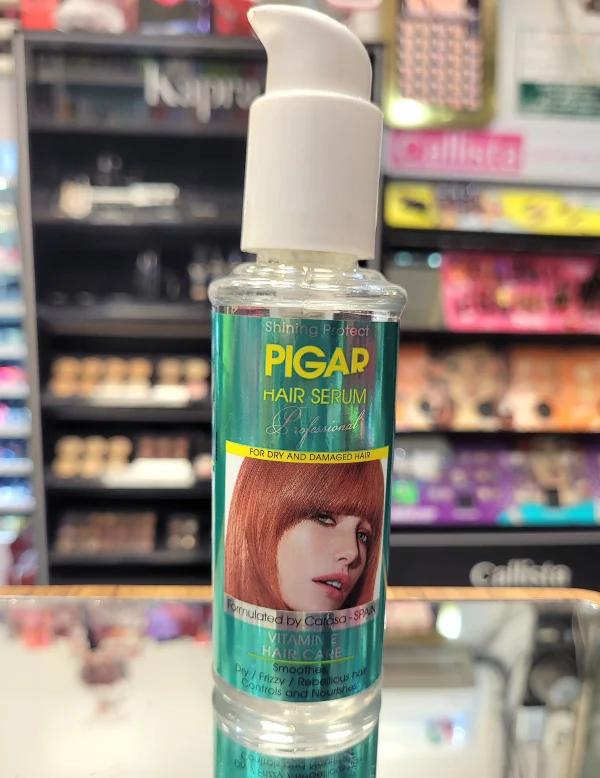 Kapra
Callista
Shining Protect
PIGAR
HAIR SERUM
Professional
FOR DRY AND DAMAGED HAIR
Formulated by Carasa - SPAIN
VITAMIN E
HAIR CARE
Smoothes
Dry / Frizzy / Rebellious hair
Controls and Nourishes
Callista